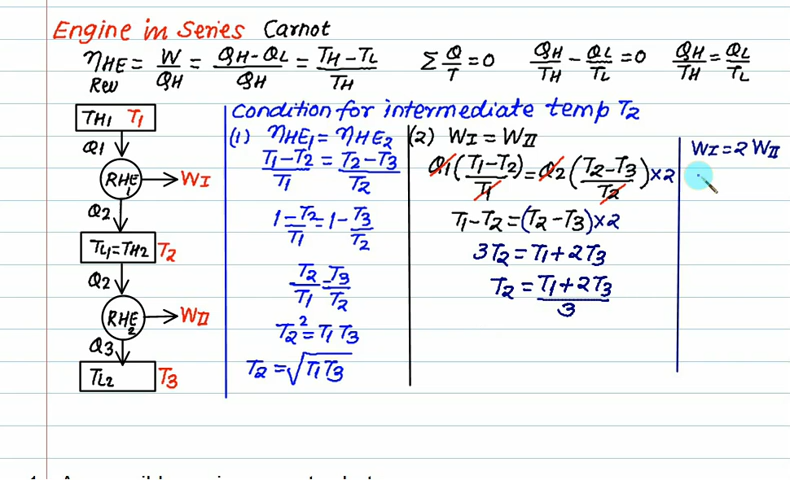 Engine in Series Carnot
ηHE = W/QH = QH-QL/QH = TH-TL/TH Σ Q/T = 0 QH/TH - QL/TL = 0 QH/TH = QL/TL
Rev
TH1 T1
Q1
RHE1 WI
Q2
TL1=TH2 T2
Q2
RHE2 WII
Q3
TL2 T3
Condition for intermediate temp T2
(1) ηHE1 = ηHE2
T1-T2/T1 = T2-T3/T2
1-T2/T1 = 1-T3/T2
T2/T1 = T3/T2
T2² = T1 T3
T2 = √T1T3
(2) WI = WII
Q1(T1-T2/T1) = Q2(T2-T3/T2)×2
T1-T2 = (T2-T3)×2
3T2 = T1+2T3
T2 = T1+2T3/3
WI = 2 WII